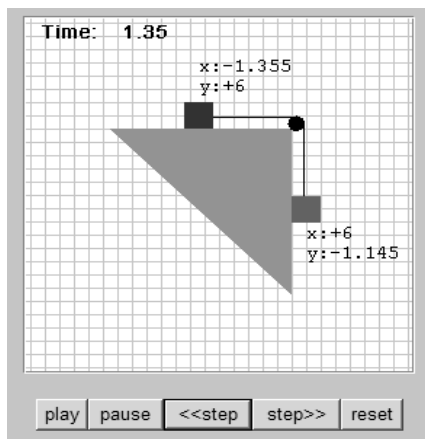 Time: 1.35
x:-1.355
y:+6
x:+6
y:-1.145
play pause <<step step>> reset